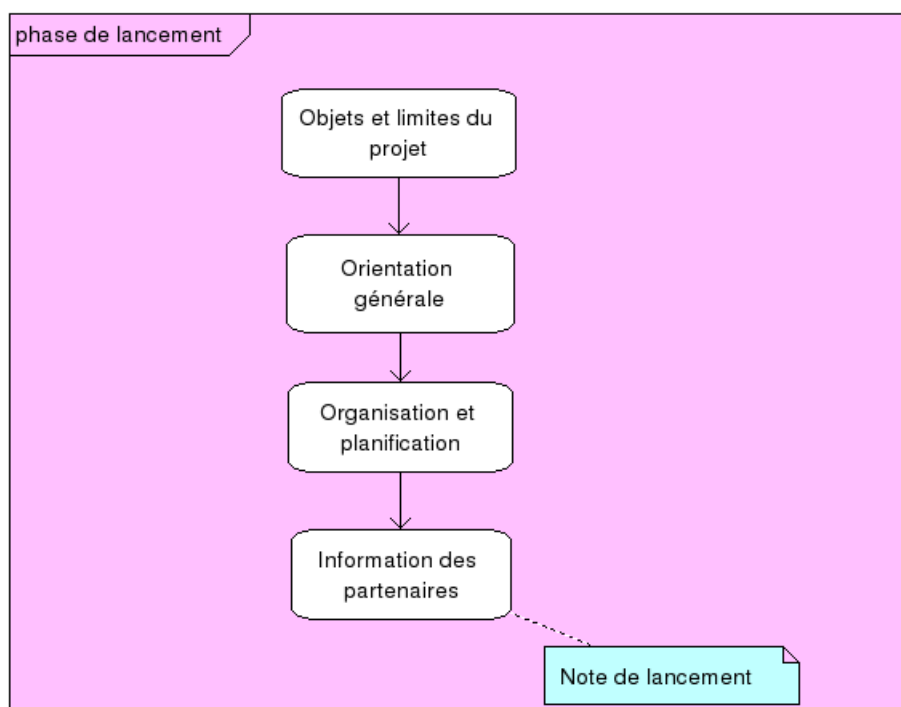 phase de lancement
Objets et limites du
projet
Orientation
générale
Organisation et
planification
Information des
partenaires
Note de lancement